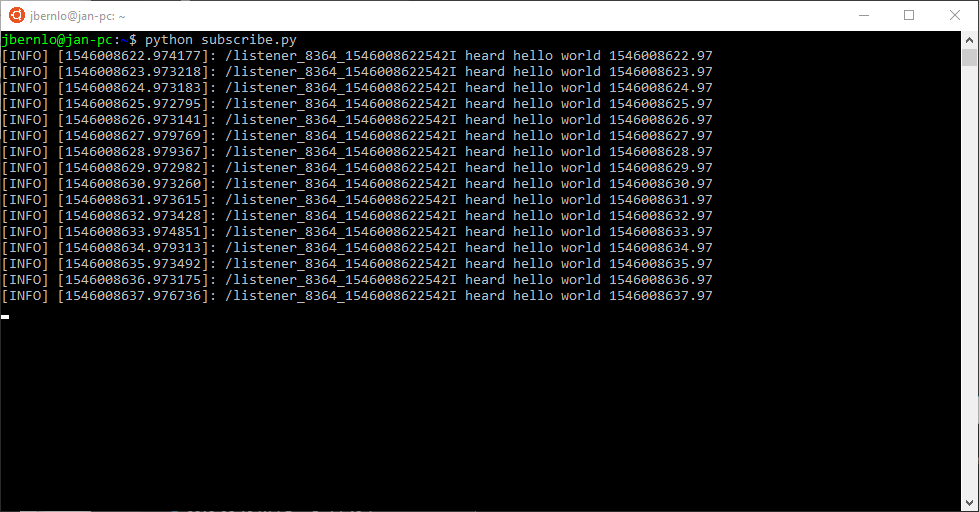 jbernlo@jan-pc: ~
jbernlo@jan-pc:~$ python subscribe.py
[INFO] [1546008622.974177]: /listener_8364_1546008622542I heard hello world 1546008622.97
[INFO] [1546008623.973218]: /listener_8364_1546008622542I heard hello world 1546008623.97
[INFO] [1546008624.973183]: /listener_8364_1546008622542I heard hello world 1546008624.97
[INFO] [1546008625.972795]: /listener_8364_1546008622542I heard hello world 1546008625.97
[INFO] [1546008626.973141]: /listener_8364_1546008622542I heard hello world 1546008626.97
[INFO] [1546008627.979769]: /listener_8364_1546008622542I heard hello world 1546008627.97
[INFO] [1546008628.979367]: /listener_8364_1546008622542I heard hello world 1546008628.97
[INFO] [1546008629.972982]: /listener_8364_1546008622542I heard hello world 1546008629.97
[INFO] [1546008630.973260]: /listener_8364_1546008622542I heard hello world 1546008630.97
[INFO] [1546008631.973615]: /listener_8364_1546008622542I heard hello world 1546008631.97
[INFO] [1546008632.973428]: /listener_8364_1546008622542I heard hello world 1546008632.97
[INFO] [1546008633.974851]: /listener_8364_1546008622542I heard hello world 1546008633.97
[INFO] [1546008634.979313]: /listener_8364_1546008622542I heard hello world 1546008634.97
[INFO] [1546008635.973492]: /listener_8364_1546008622542I heard hello world 1546008635.97
[INFO] [1546008636.973175]: /listener_8364_1546008622542I heard hello world 1546008636.97
[INFO] [1546008637.976736]: /listener_8364_1546008622542I heard hello world 1546008637.97